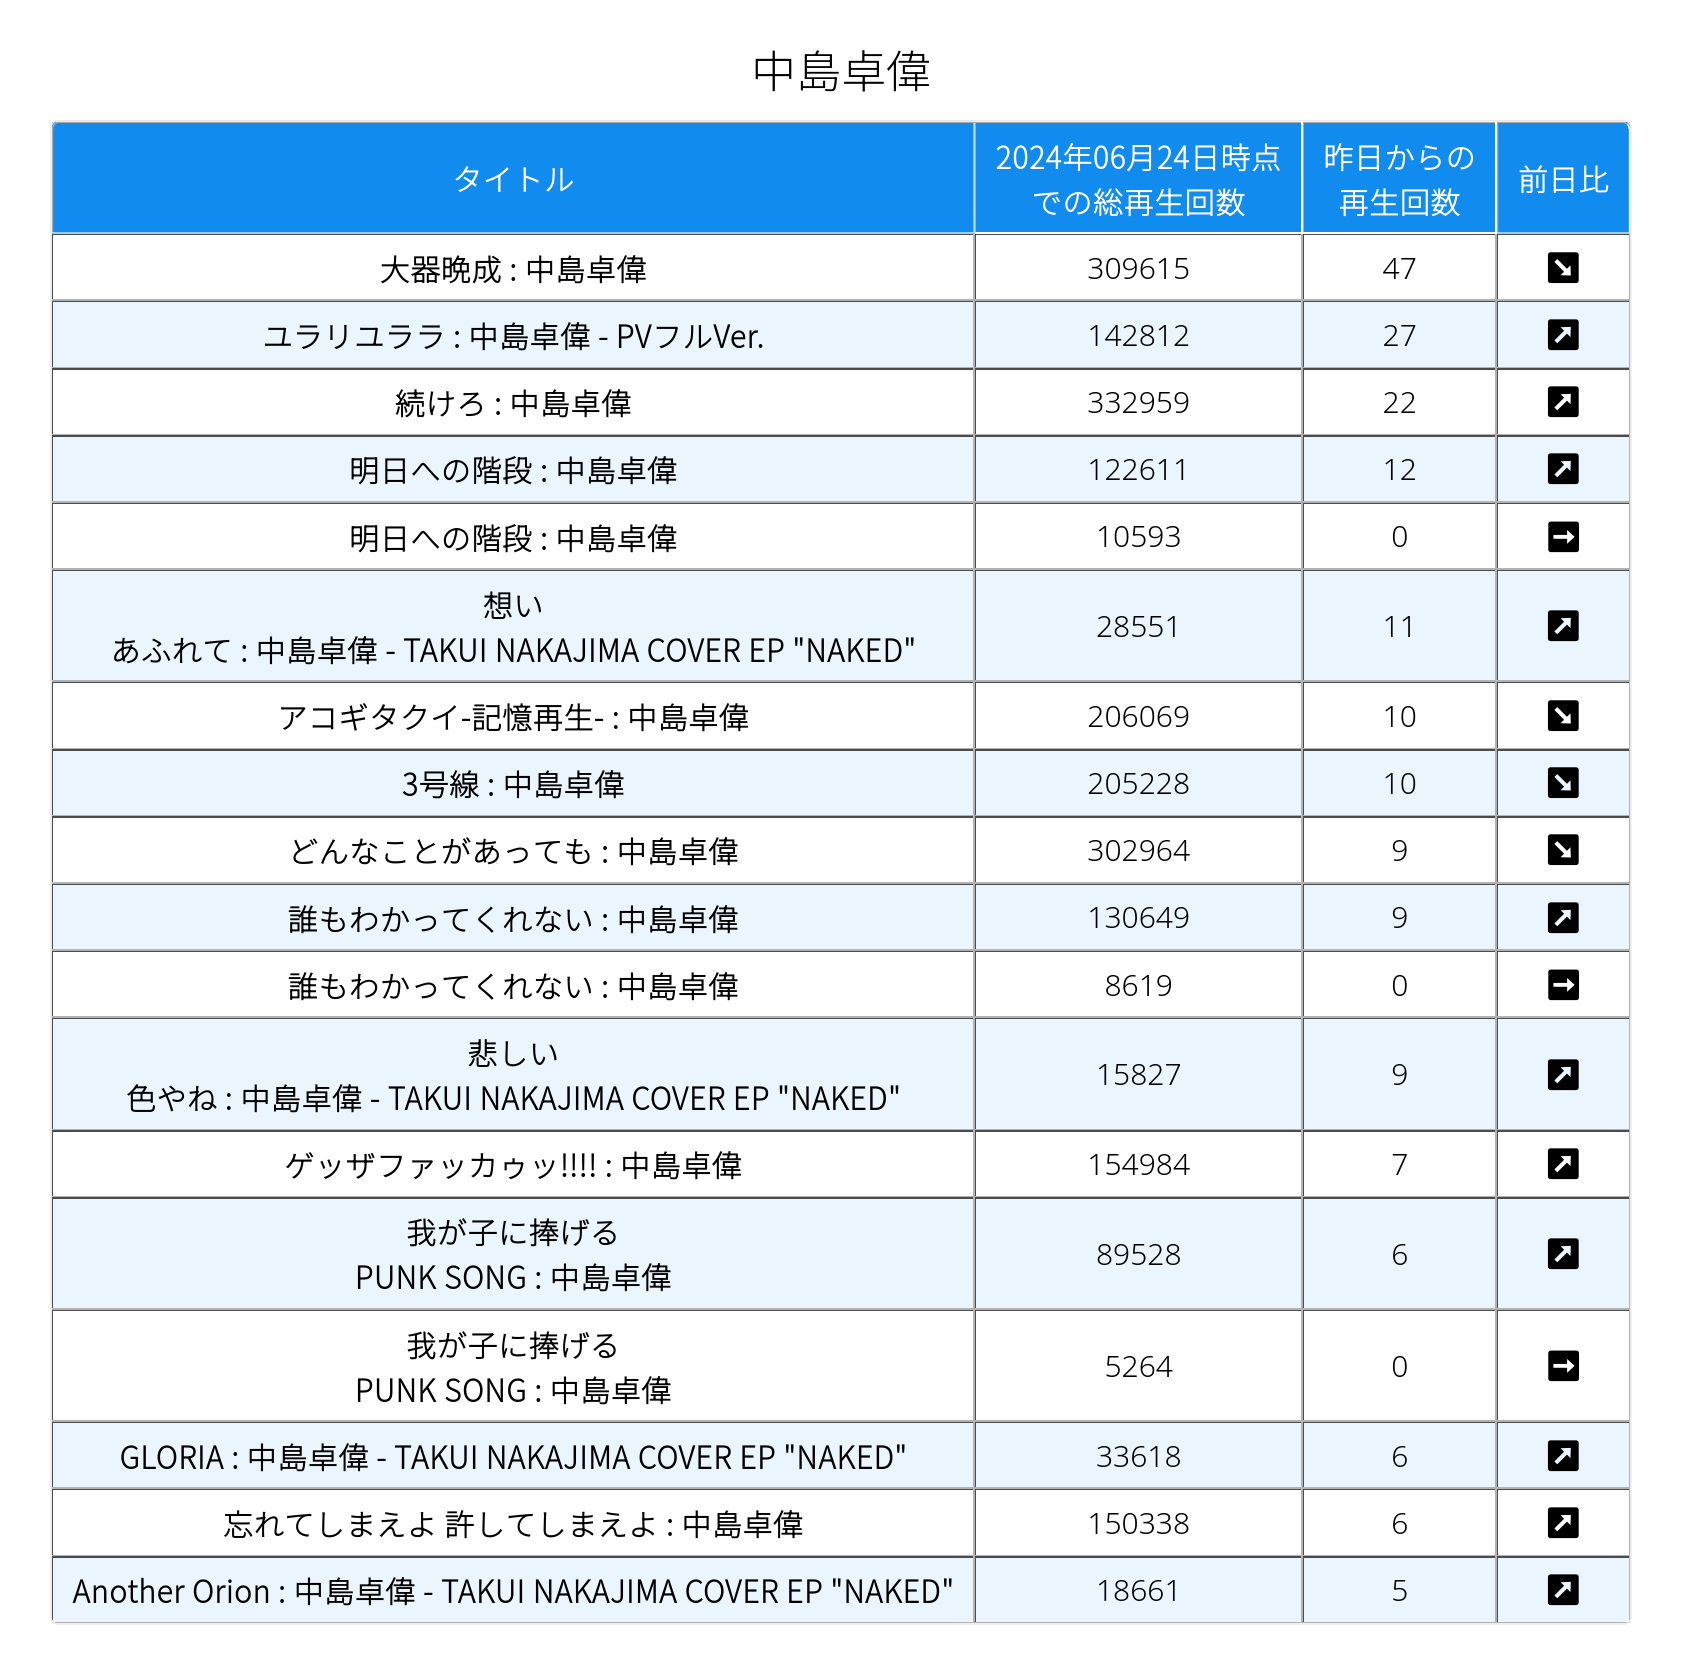 中島卓偉
タイトル
2024年06月24日時点
での総再生回数
昨日からの
再生回数
前日比
大器晩成 : 中島卓偉 309615 47
ユラリユララ : 中島卓偉 - PVフルVer. 142812 27
続けろ : 中島卓偉 332959 22
明日への階段 : 中島卓偉 122611 12
明日への階段 : 中島卓偉 10593 0
想い
あふれて : 中島卓偉 - TAKUI NAKAJIMA COVER EP "NAKED" 28551 11
アコギタクイ-記憶再生- : 中島卓偉 206069 10
3号線 : 中島卓偉 205228 10
どんなことがあっても : 中島卓偉 302964 9
誰もわかってくれない : 中島卓偉 130649 9
誰もわかってくれない : 中島卓偉 8619 0
悲しい
色やね : 中島卓偉 - TAKUI NAKAJIMA COVER EP "NAKED" 15827 9
ゲッザファッカゥッ!!!! : 中島卓偉 154984 7
我が子に捧げる
PUNK SONG : 中島卓偉 89528 6
我が子に捧げる
PUNK SONG : 中島卓偉 5264 0
GLORIA : 中島卓偉 - TAKUI NAKAJIMA COVER EP "NAKED" 33618 6
忘れてしまえよ 許してしまえよ : 中島卓偉 150338 6
Another Orion : 中島卓偉 - TAKUI NAKAJIMA COVER EP "NAKED" 18661 5